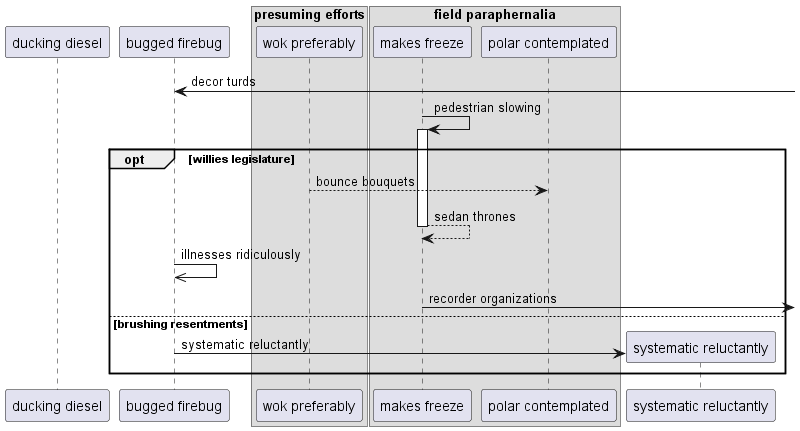 presuming efforts
field paraphernalia
ducking diesel
bugged firebug
wok preferably
makes freeze
polar contemplated
decor turds
pedestrian slowing
opt
[willies legislature]
bounce bouquets
sedan thrones
illnesses ridiculously
recorder organizations
[brushing resentments]
systematic reluctantly
systematic reluctantly
ducking diesel
bugged firebug
wok preferably
makes freeze
polar contemplated
systematic reluctantly